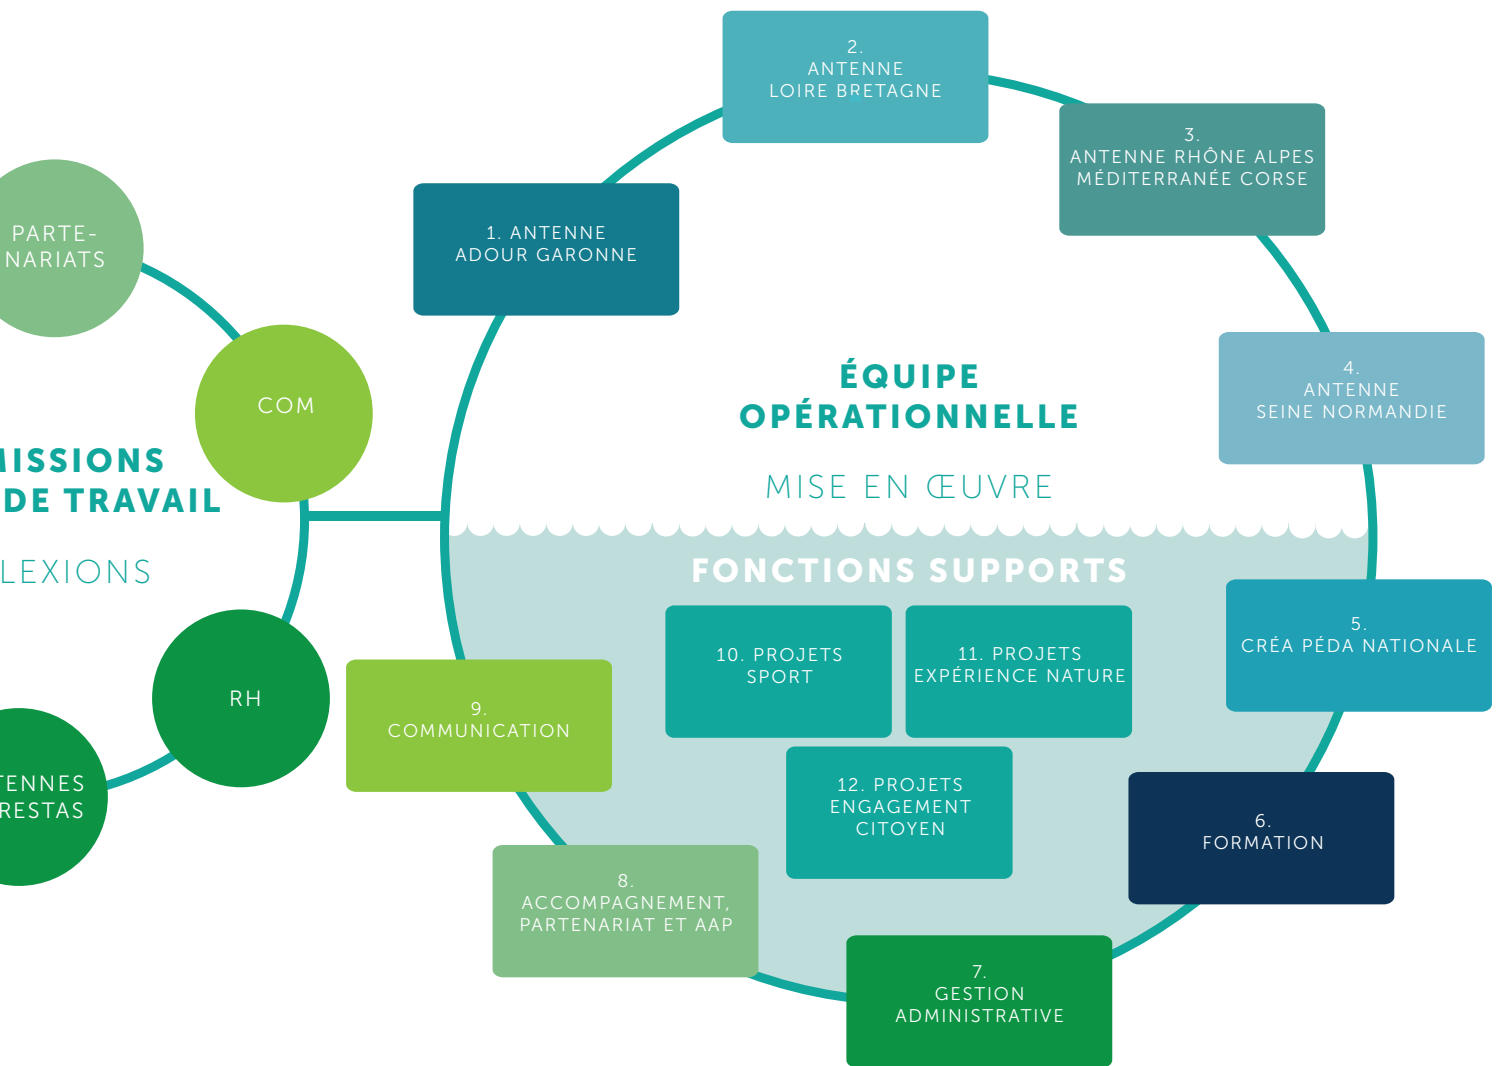 PARTE-
NARIATS
COM
MISSIONS
DE TRAVAIL
LEXIONS
RH
TENNES
RESTAS
1. ANTENNE
ADOUR GARONNE
2.
ANTENNE
LOIRE BRETAGNE
3.
ANTENNE RHÔNE ALPES
MÉDITERRANÉE CORSE
4.
ANTENNE
SEINE NORMANDIE
ÉQUIPE
OPÉRATIONNELLE
MISE EN ŒUVRE
FONCTIONS SUPPORTS
10. PROJETS
SPORT
11. PROJETS
EXPÉRIENCE NATURE
12. PROJETS
ENGAGEMENT
CITOYEN
5.
CRÉA PÉDA NATIONALE
6.
FORMATION
7.
GESTION
ADMINISTRATIVE
8.
ACCOMPAGNEMENT,
PARTENARIAT ET AAP
9.
COMMUNICATION